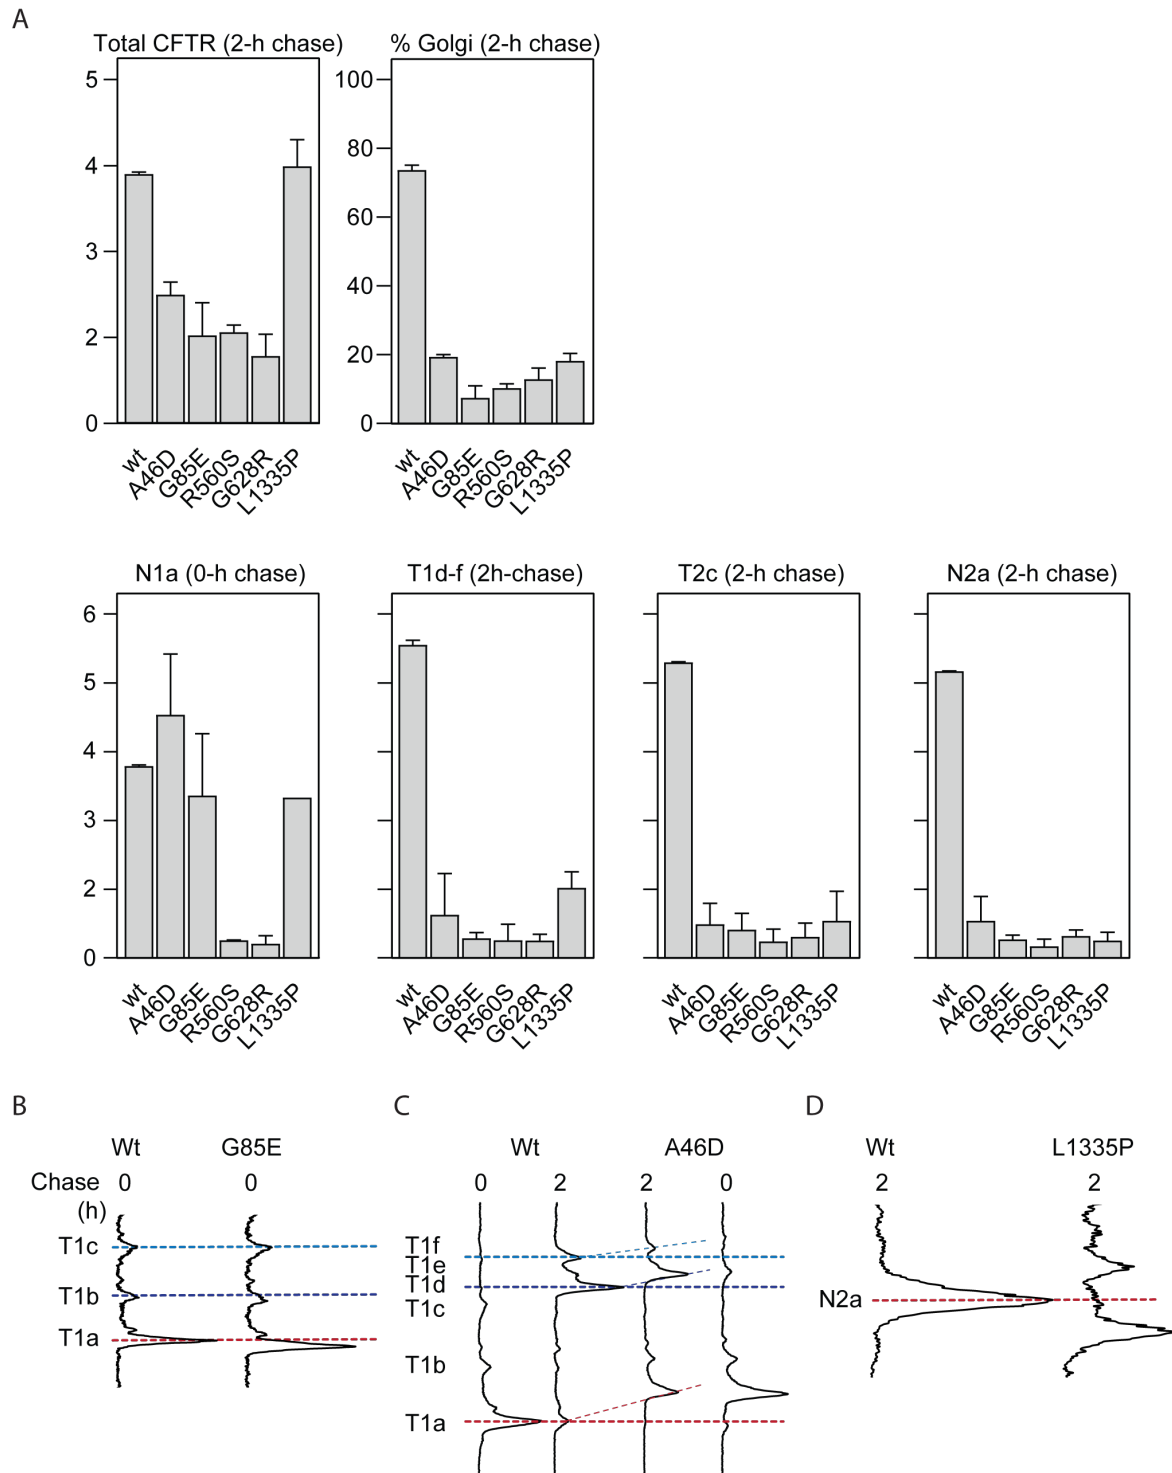 A
Total CFTR (2-h chase)
% Golgi (2-h chase)
5
4
3
2
0
100
80
60
40
20
0
wt
A46D
G85E
R560S
G628R
L1335P
wt
A46D
G85E
R560S
G628R
L1335P
N1a (0-h chase)
T1d-f (2h-chase)
T2c (2-h chase)
N2a (2-h chase)
6
5
4
3
2
0
wt
A46D
G85E
R560S
G628R
L1335P
wt
A46D
G85E
R560S
G628R
L1335P
wt
A46D
G85E
R560S
G628R
L1335P
wt
A46D
G85E
R560S
G628R
L1335P
B
Wt G85E
Chase 0 0
(h)
T1c
T1b
T1a
C
Wt A46D
0 2 2 0
T1f
T1e
T1d
T1c
T1b
T1a
D
Wt L1335P
2 2
N2a